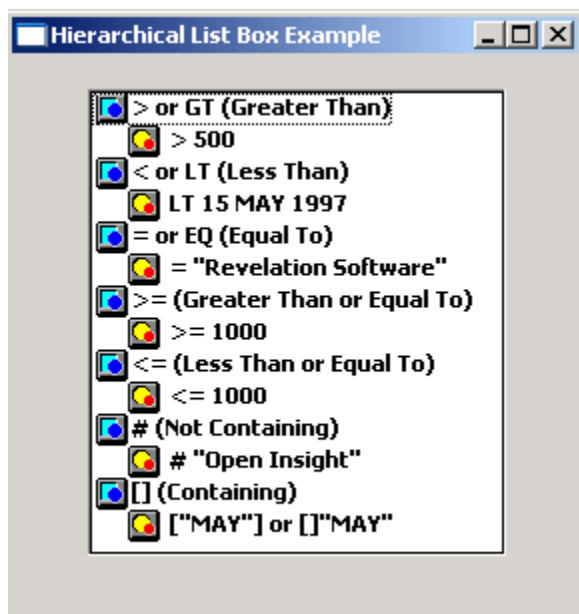 Hierarchical List Box Example
> or GT (Greater Than)
> 500
< or LT (Less Than)
LT 15 MAY 1997
= or EQ (Equal To)
= "Revelation Software"
>= (Greater Than or Equal To)
>= 1000
<= (Less Than or Equal To)
<= 1000
# (Not Containing)
# "Open Insight"
[] (Containing)
["MAY"] or []"MAY"